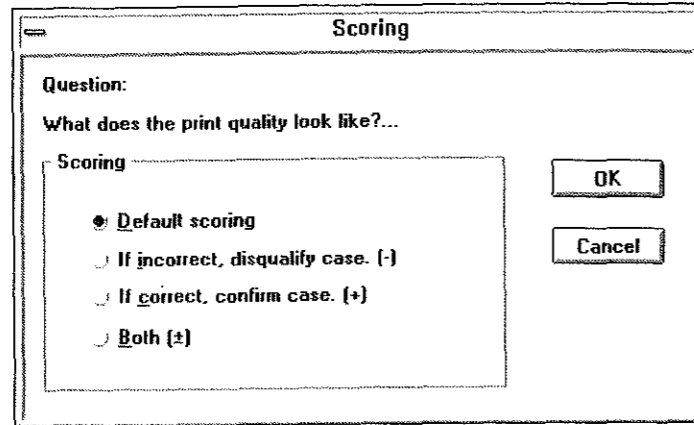 Scoring
Question:
What does the print quality look like?...
Scoring
Default scoring
If incorrect, disqualify case. (-)
If correct, confirm case. (+)
Both (±)
OK
Cancel